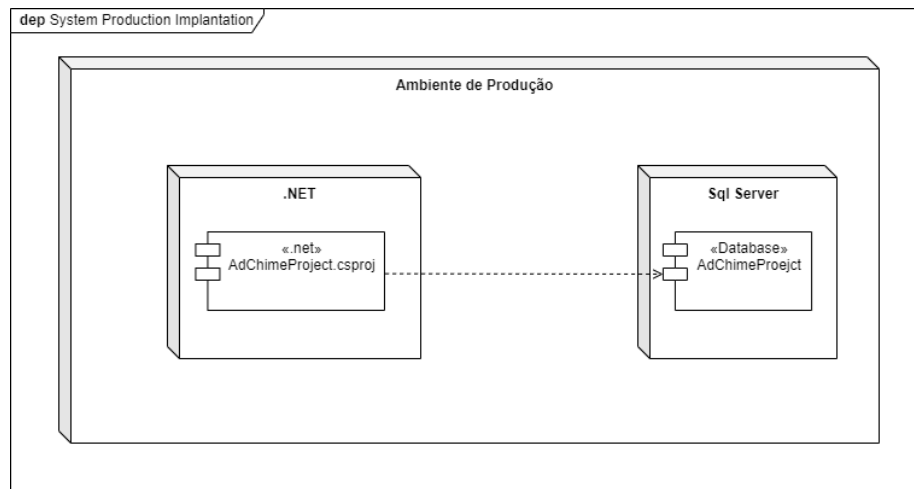 dep System Production Implantation
Ambiente de Produção
.NET
Sql Server
«.net»
AdChimeProject.csproj
«Database»
AdChimeProejct